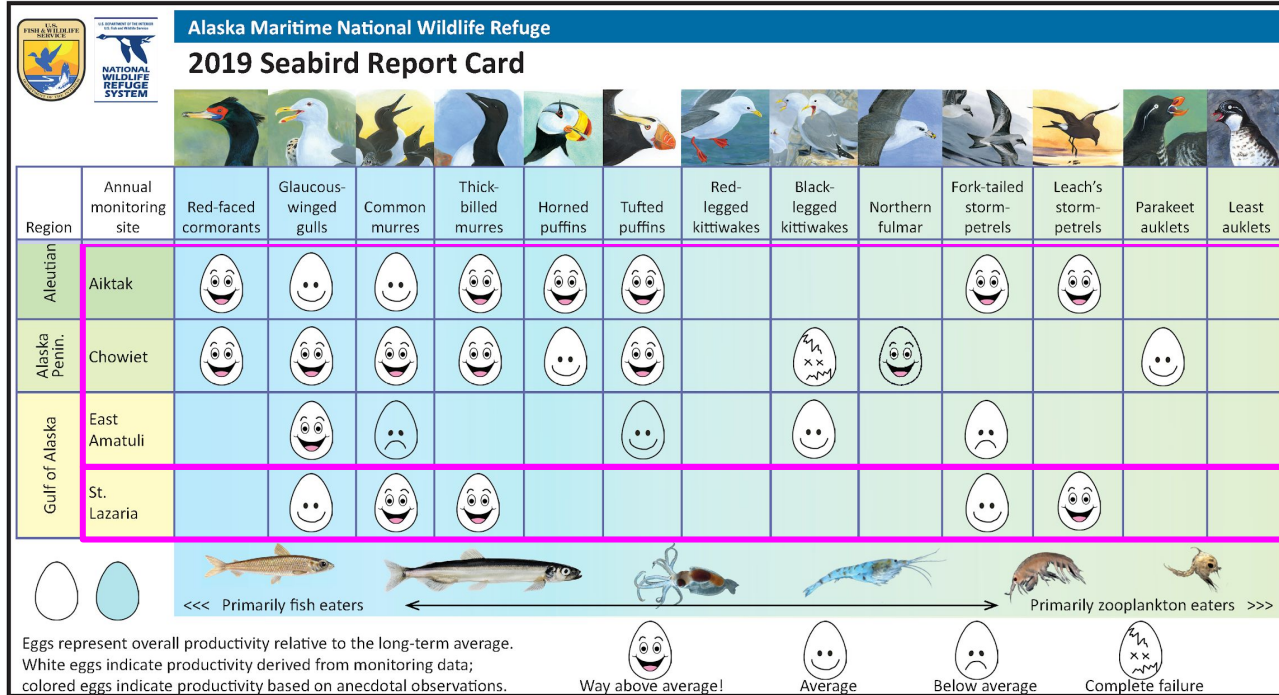 U.S.
FISH & WILDLIFE
SERVICE
U.S. DEPARTMENT OF THE INTERIOR
U.S. Fish and Wildlife Service
NATIONAL
WILDLIFE
REFUGE
SYSTEM
Alaska Maritime National Wildlife Refuge
2019 Seabird Report Card
Region
Annual
monitoring
site
Red-faced
cormorants
Glaucous-
winged
gulls
Common
murres
Thick-
billed
murres
Horned
puffins
Tufted
puffins
Red-
legged
kittiwakes
Black-
legged
kittiwakes
Northern
fulmar
Fork-tailed
storm-
petrels
Leach's
storm-
petrels
Parakeet
auklets
Least
auklets
Aleutian
Aiktak
Alaska
Penin.
Chowiet
Gulf of Alaska
East
Amatuli
St.
Lazaria
<<< Primarily fish eaters
Primarily zooplankton eaters >>>
Eggs represent overall productivity relative to the long-term average.
White eggs indicate productivity derived from monitoring data;
colored eggs indicate productivity based on anecdotal observations.
Way above average!
Average
Below average
Complete failure